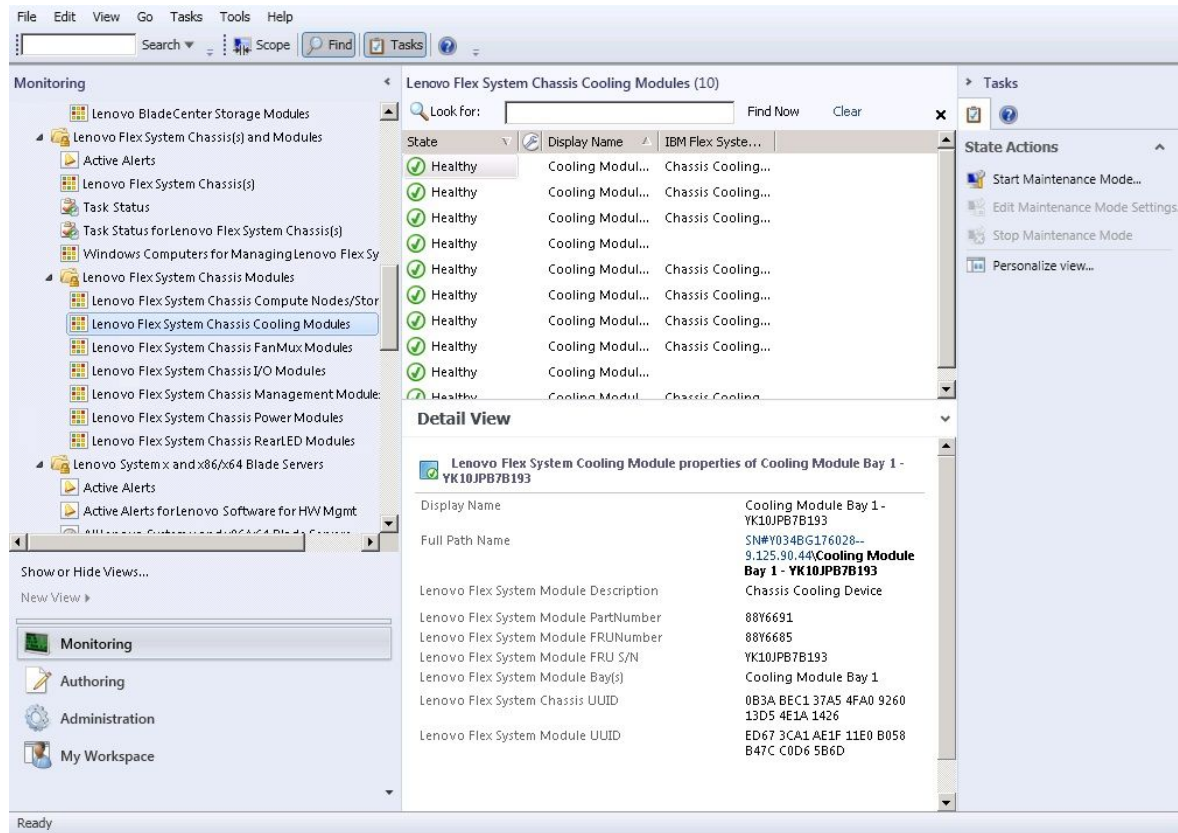 File Edit View Go Tasks Tools Help
Search Scope Find Tasks
Monitoring
Lenovo BladeCenter Storage Modules
Lenovo Flex System Chassis(s) and Modules
Active Alerts
Lenovo Flex System Chassis(s)
Task Status
Task Status forLenovo Flex System Chassis(s)
Windows Computers for ManagingLenovo Flex Sy
Lenovo Flex System Chassis Modules
Lenovo Flex System Chassis Compute Nodes/Stor
Lenovo Flex System Chassis Cooling Modules
Lenovo Flex System Chassis FanMux Modules
Lenovo Flex System Chassis I/O Modules
Lenovo Flex System Chassis Management Module
Lenovo Flex System Chassis Power Modules
Lenovo Flex System Chassis RearLED Modules
Lenovo System x and x86/x64 Blade Servers
Active Alerts
Active Alerts forLenovo Software for HW Mgmt
Show or Hide Views...
New View
Monitoring
Authoring
Administration
My Workspace
Lenovo Flex System Chassis Cooling Modules (10)
Look for: Find Now Clear
State Display Name IBM Flex Syste...
Healthy Cooling Modul... Chassis Cooling...
Healthy Cooling Modul... Chassis Cooling...
Healthy Cooling Modul... Chassis Cooling...
Healthy Cooling Modul...
Healthy Cooling Modul... Chassis Cooling...
Healthy Cooling Modul... Chassis Cooling...
Healthy Cooling Modul... Chassis Cooling...
Healthy Cooling Modul... Chassis Cooling...
Healthy Cooling Modul...
Healthy Cooling Modul Chassis Cooling
Detail View
Lenovo Flex System Cooling Module properties of Cooling Module Bay 1 -
YK10JPB7B193
Display Name Cooling Module Bay 1 -
YK10JPB7B193
Full Path Name SN#Y034BG176028--
9.125.90.44\Cooling Module
Bay 1 - YK10JPB7B193
Lenovo Flex System Module Description Chassis Cooling Device
Lenovo Flex System Module PartNumber 88Y6691
Lenovo Flex System Module FRUNumber 88Y6685
Lenovo Flex System Module FRU S/N YK10JPB7B193
Lenovo Flex System Module Bay(s) Cooling Module Bay 1
Lenovo Flex System Chassis UUID 0B3A BEC1 37A5 4FA0 9260
13D5 4E1A 1426
Lenovo Flex System Module UUID ED67 3CA1 AE1F 11E0 B058
B47C C0D6 5B6D
Tasks
State Actions
Start Maintenance Mode...
Edit Maintenance Mode Settings
Stop Maintenance Mode
Personalize view...
Ready